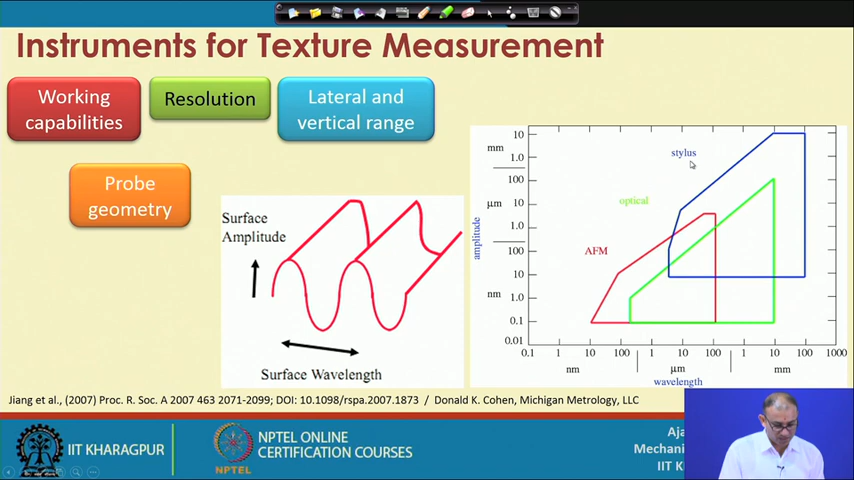 Instruments for Texture Measurement
Working
capabilities
Resolution
Lateral and
vertical range
Probe
geometry
Surface
Amplitude
Surface Wavelength
stylus
optical
AFM
amplitude
mm
μm
nm
10
1.0
100
10
1.0
100
10
1.0
0.1
0.01
0.1 1 10 100 1 10 100 1 10 100 1000
nm μm mm
wavelength
Jiang et al., (2007) Proc. R. Soc. A 2007 463 2071-2099; DOI: 10.1098/rspa.2007.1873 / Donald K. Cohen, Michigan Metrology, LLC
IIT KHARAGPUR
NPTEL
NPTEL ONLINE
CERTIFICATION COURSES